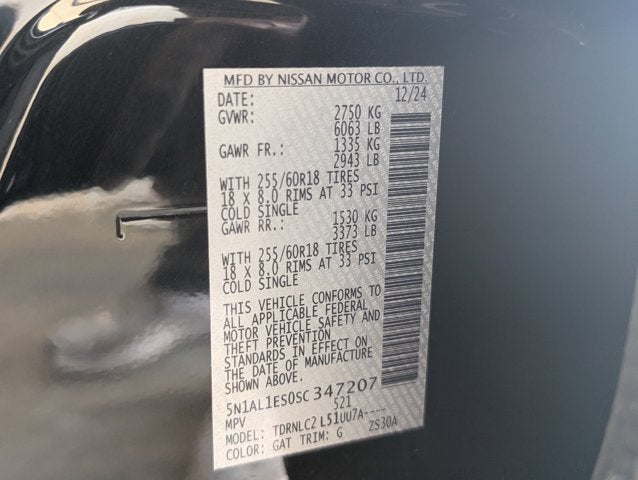 MFD BY NISSAN MOTOR CO., LTD.
DATE: 12/24
GVWR: 2750 KG
6063 LB
GAWR FR.: 1335 KG
2943 LB
WITH 255/60R18 TIRES
18 X 8.0 RIMS AT 33 PSI
COLD SINGLE
GAWR RR.: 1530 KG
3373 LB
WITH 255/60R18 TIRES
18 X 8.0 RIMS AT 33 PSI
COLD SINGLE
THIS VEHICLE CONFORMS TO
ALL APPLICABLE FEDERAL
MOTOR VEHICLE SAFETY AND
THEFT PREVENTION
STANDARDS IN EFFECT ON
THE DATE OF MANUFACTURE
SHOWN ABOVE.
5N1AL1ES0SC347207
MPV 521
MODEL: TDRNLC2 L51UU7A----
COLOR: GAT TRIM: G ZS30A